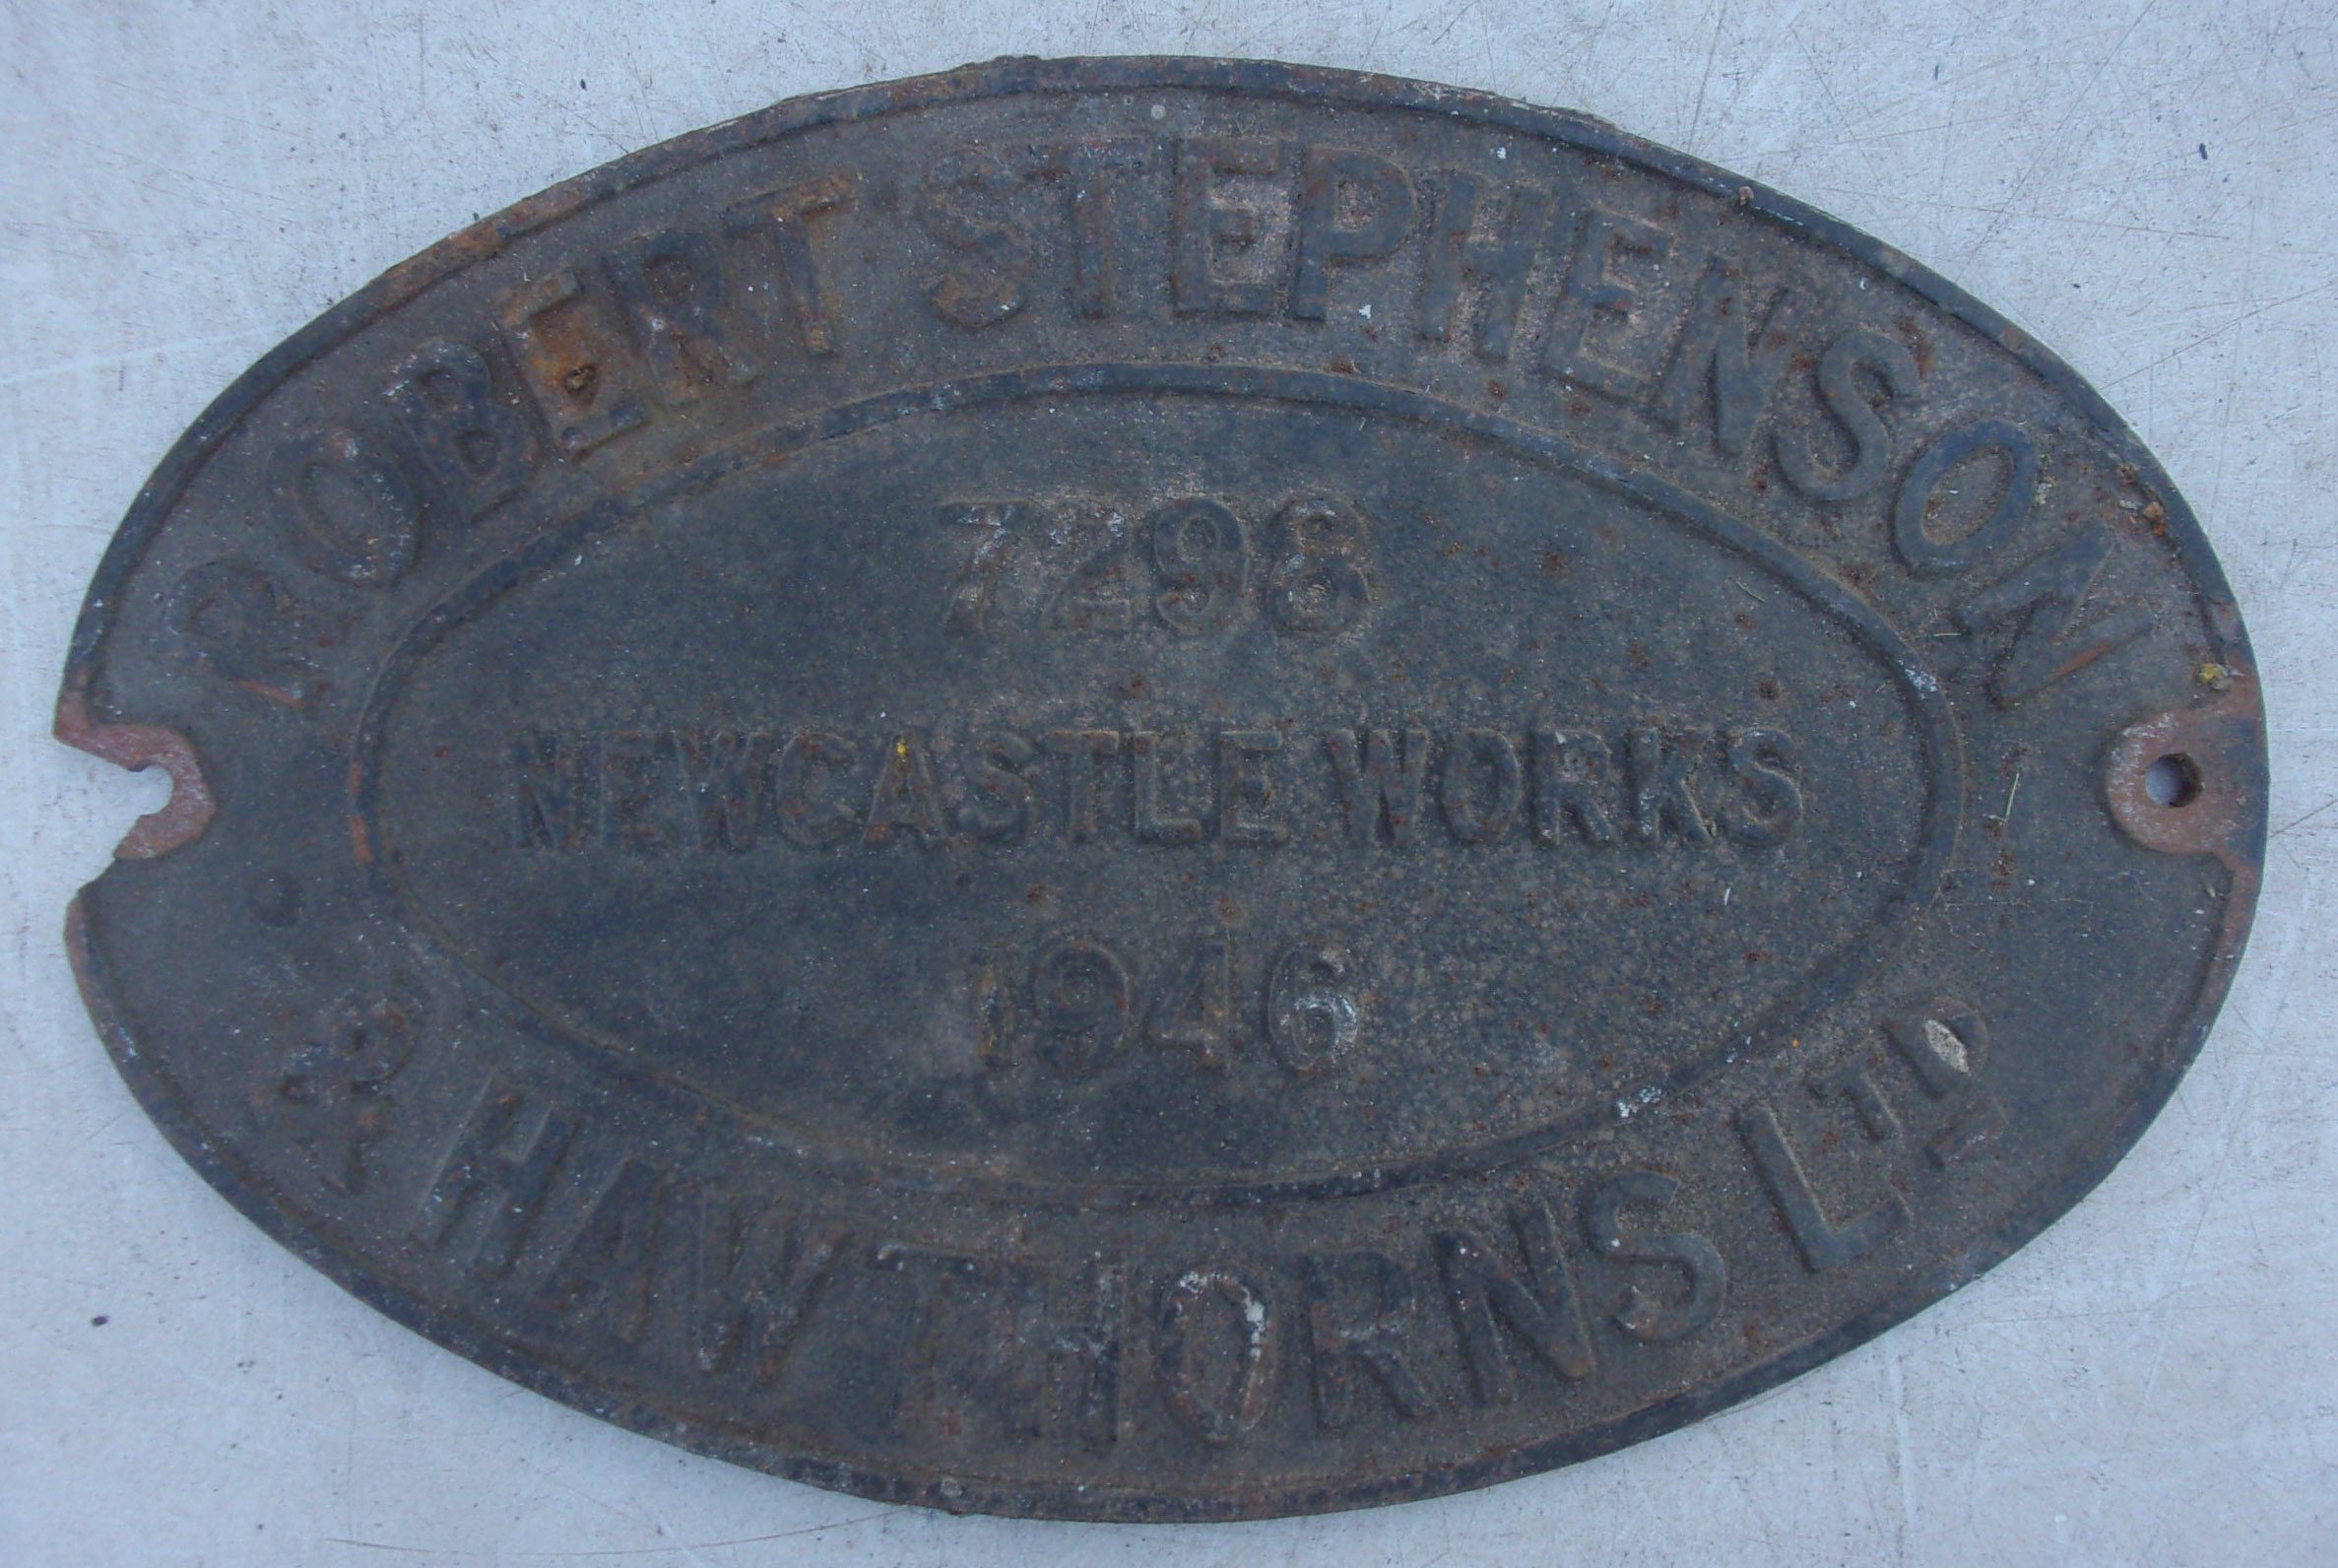 ROBERT STEPHENSON
7298
NEWCASTLE WORKS
1946
& HAWTHORNS LTD